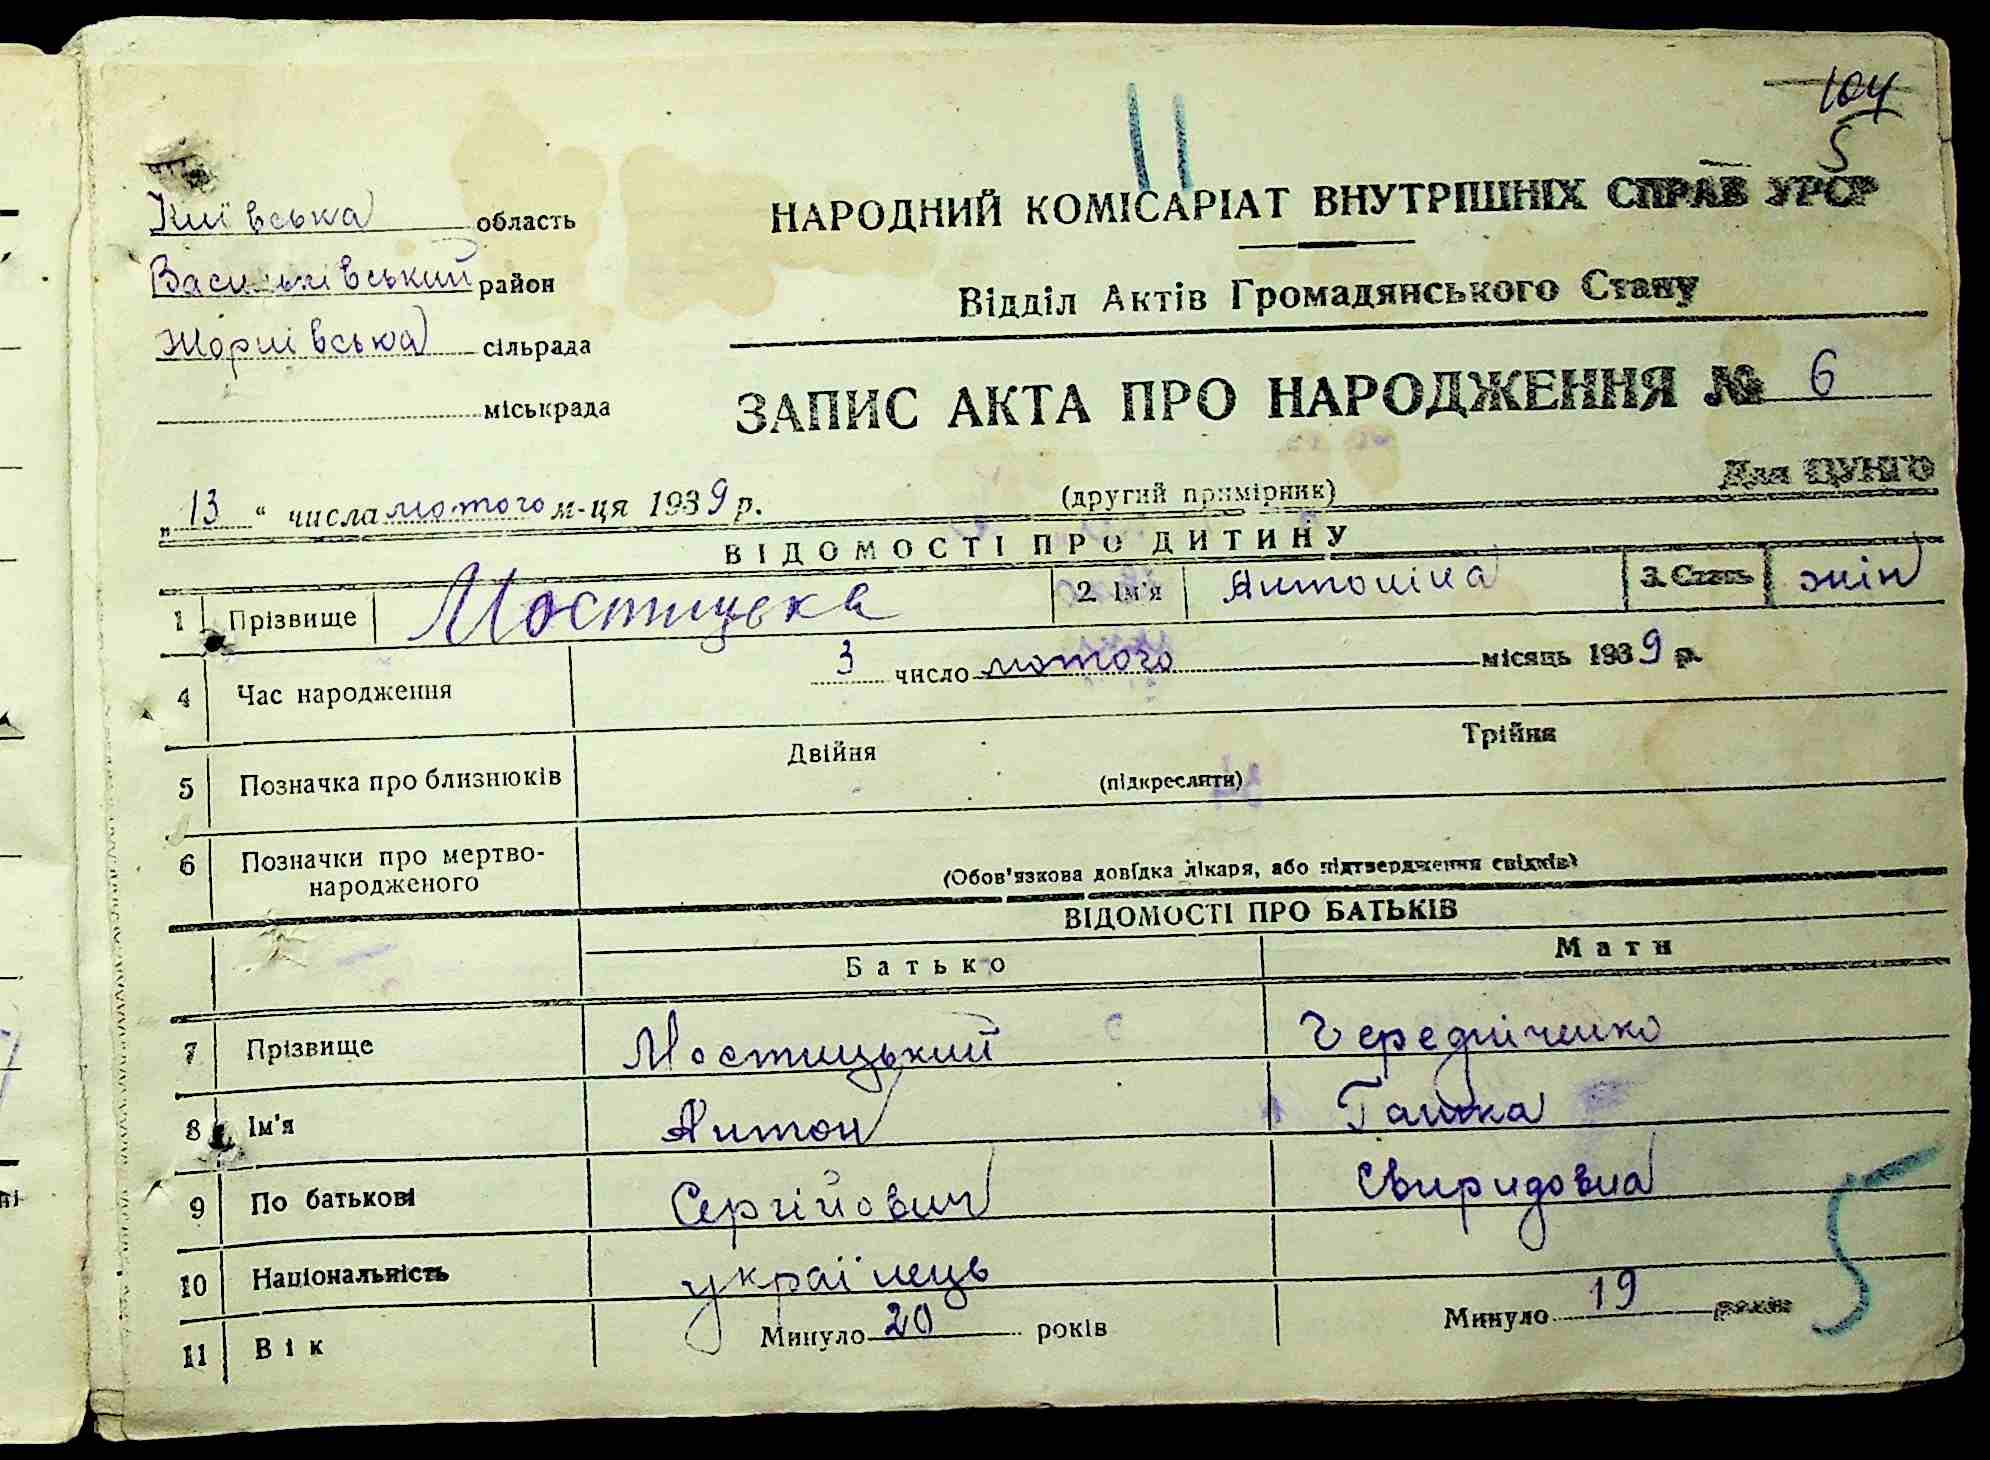 104
5
11
Київська область
Васильківський район
Жорнівська сільрада
міськрада
НАРОДНИЙ КОМІСАРІАТ ВНУТРІШНІХ СПРАВ УРСР
Відділ Актів Громадянського Стану
ЗАПИС АКТА ПРО НАРОДЖЕННЯ № 6
Для ЦУНГО
„ 13 “ числа лютого м-ця 1939 р. (другий примірник)
ВІДОМОСТІ ПРО ДИТИНУ
1 Прізвище Мостицька 2. Ім'я Антоніна 3. Стать жін
4 Час народження 3 число лютого місяць 1939 р.
5 Позначка про близнюків Двійня Трійня
(підкреслити)
6 Позначки про мертво-
народженого
(Обов'язкова довідка лікаря, або підтвердження свідків)
ВІДОМОСТІ ПРО БАТЬКІВ
Батько Мати
7 Прізвище Мостицький Чередніченко
8 Ім'я Антон Ганна
9 По батькові Сергійович Свиридовна
10 Національність українець
11 Вік Минуло 20 років Минуло 19 років
5